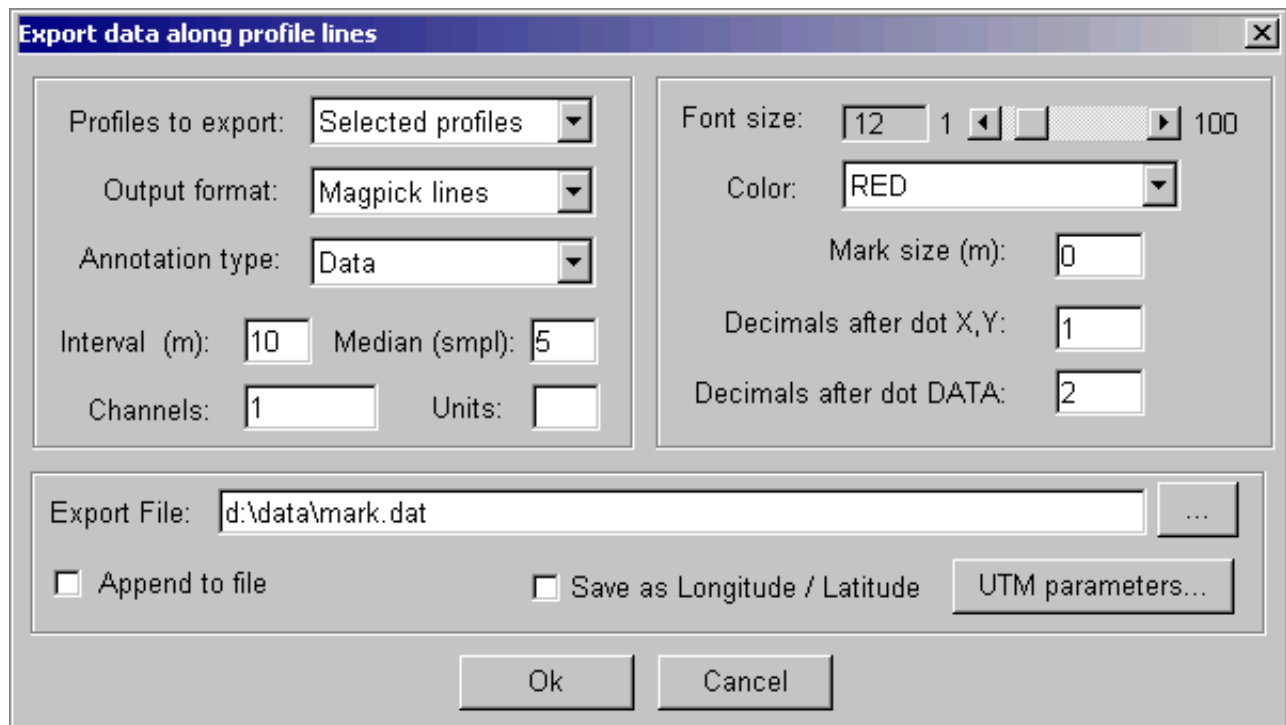 Export data along profile lines
Profiles to export: Selected profiles
Output format: Magpick lines
Annotation type: Data
Interval (m): 10 Median (smpl): 5
Channels: 1 Units:
Font size: 12 1 100
Color: RED
Mark size (m): 0
Decimals after dot X,Y: 1
Decimals after dot DATA: 2
Export File: d:\data\mark.dat ...
Append to file Save as Longitude / Latitude UTM parameters...
Ok Cancel